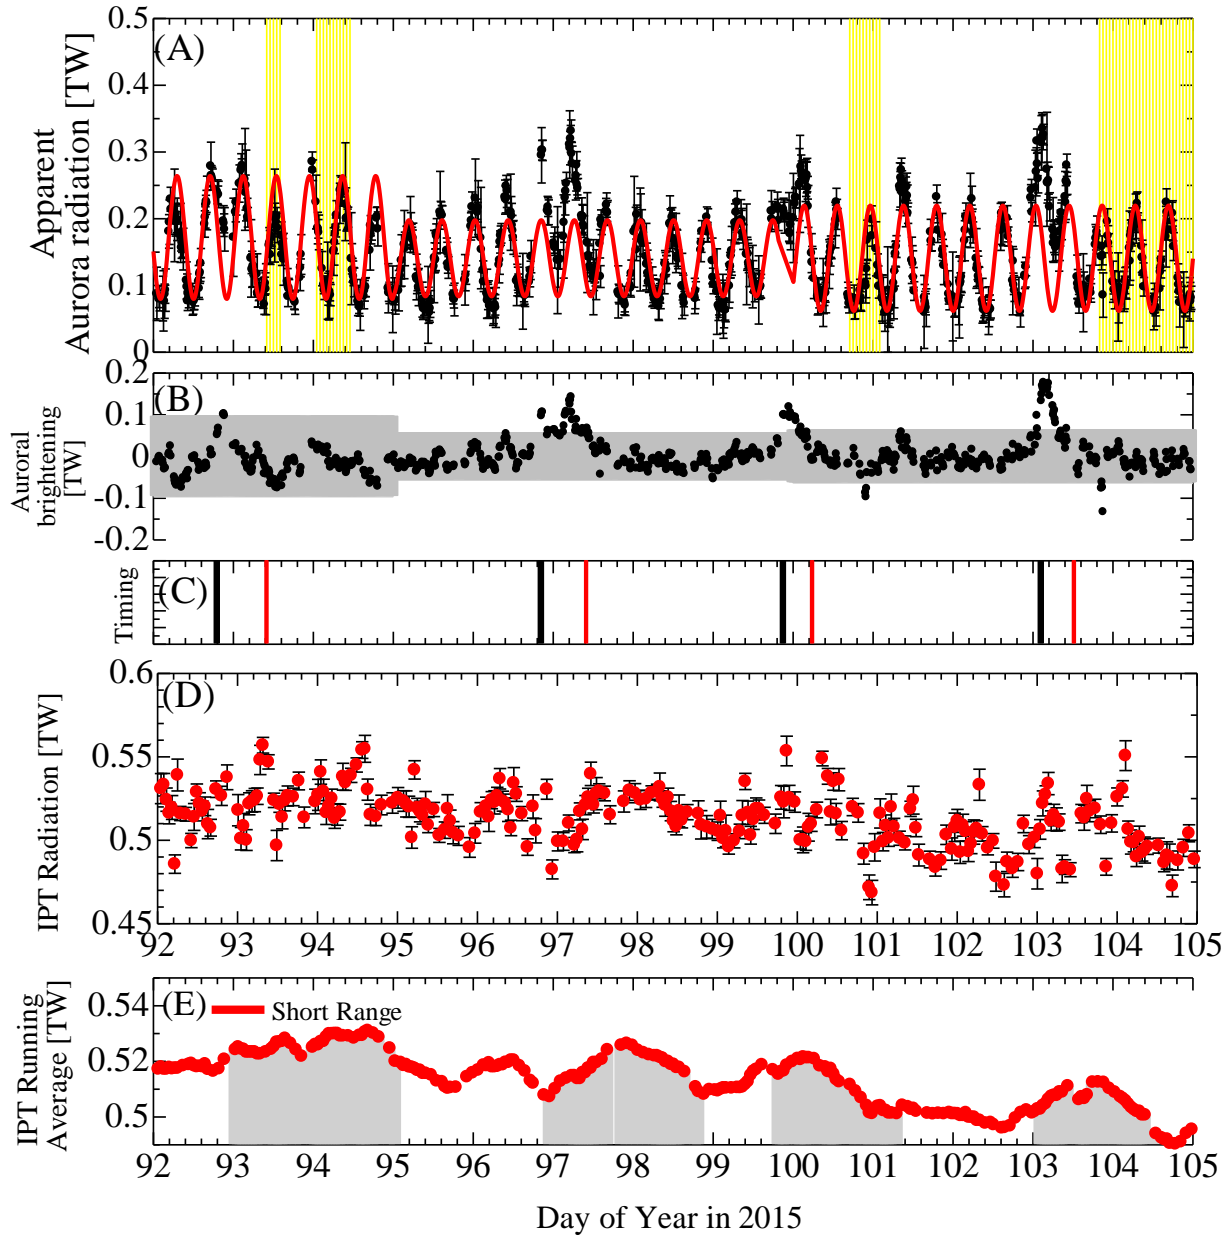 (A)
Apparent
Aurora radiation [TW]
0.5
0.4
0.3
0.2
0.1
0
(B)
Auroral
brightening
[TW]
0.2
0.1
0
-0.1
-0.2
(C)
Timing
(D)
IPT Radiation [TW]
0.6
0.55
0.5
0.45
92 93 94 95 96 97 98 99 100 101 102 103 104 105
(E)
Short Range
IPT Running
Average [TW]
0.54
0.52
0.5
92 93 94 95 96 97 98 99 100 101 102 103 104 105
Day of Year in 2015